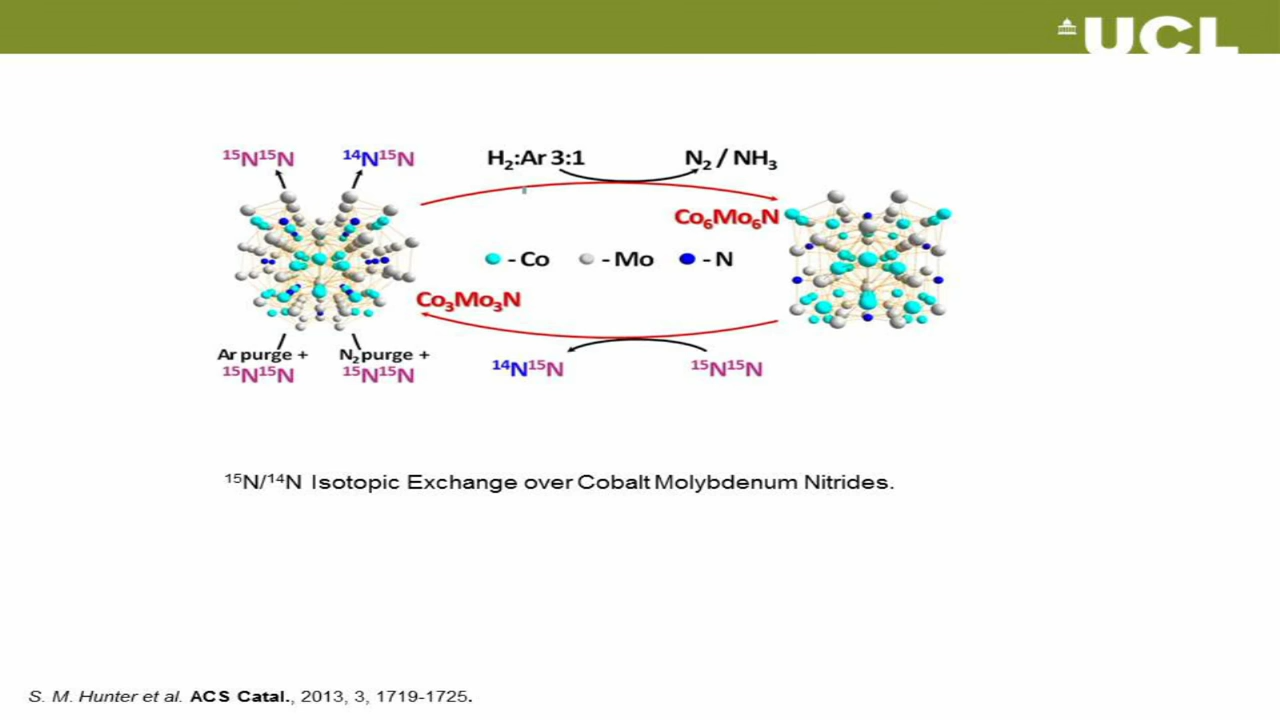 UCL
¹⁵N¹⁵N ¹⁴N¹⁵N H₂:Ar 3:1 N₂ / NH₃
Co₆Mo₆N
- Co - Mo - N
Co₃Mo₃N
Ar purge + N₂ purge +
¹⁵N¹⁵N ¹⁵N¹⁵N ¹⁴N¹⁵N ¹⁵N¹⁵N
¹⁵N/¹⁴N Isotopic Exchange over Cobalt Molybdenum Nitrides.
S. M. Hunter et al. ACS Catal., 2013, 3, 1719-1725.